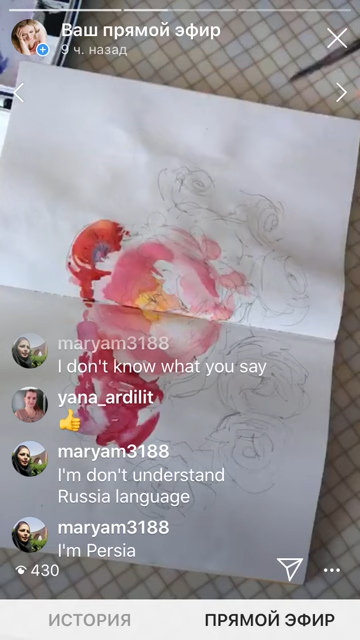 Ваш прямой эфир
9 ч. назад
maryam3188
I don't know what you say
yana_ardilit
👍
maryam3188
I'm don't understand
Russia language
maryam3188
I'm Persia
430
ИСТОРИЯ
ПРЯМОЙ ЭФИР